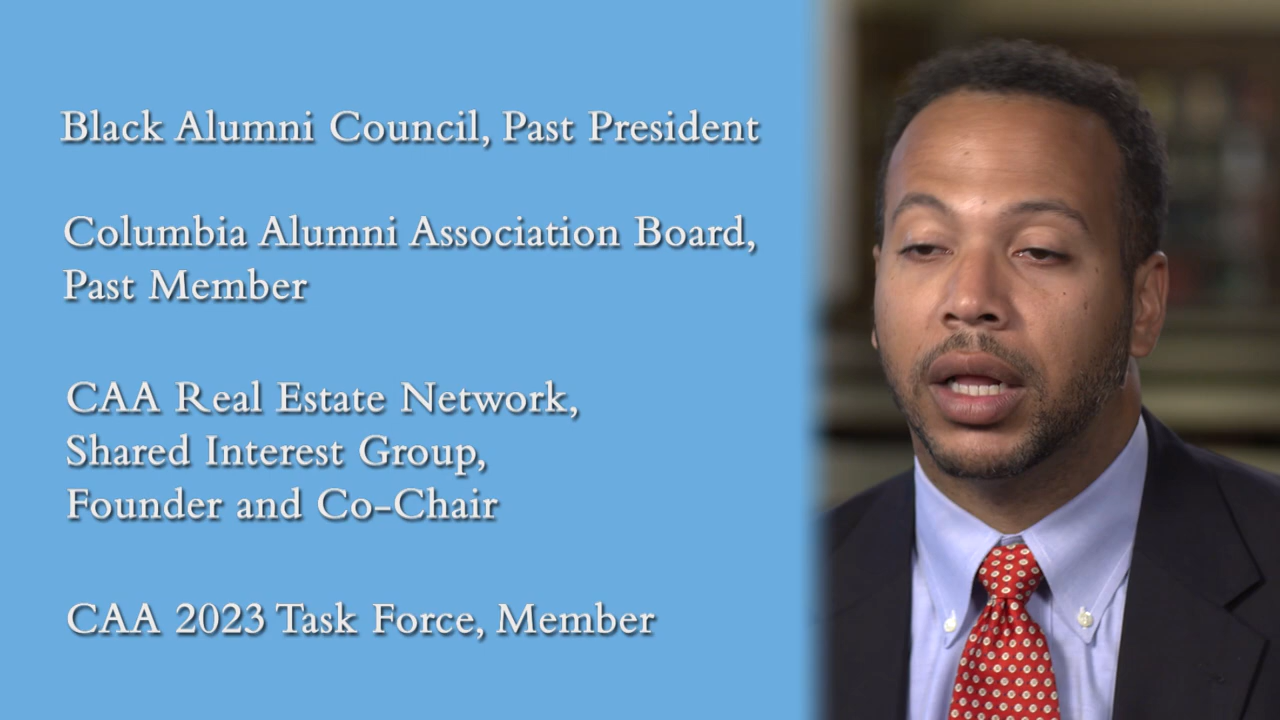 Black Alumni Council, Past President
Columbia Alumni Association Board,
Past Member
CAA Real Estate Network,
Shared Interest Group,
Founder and Co-Chair
CAA 2023 Task Force, Member